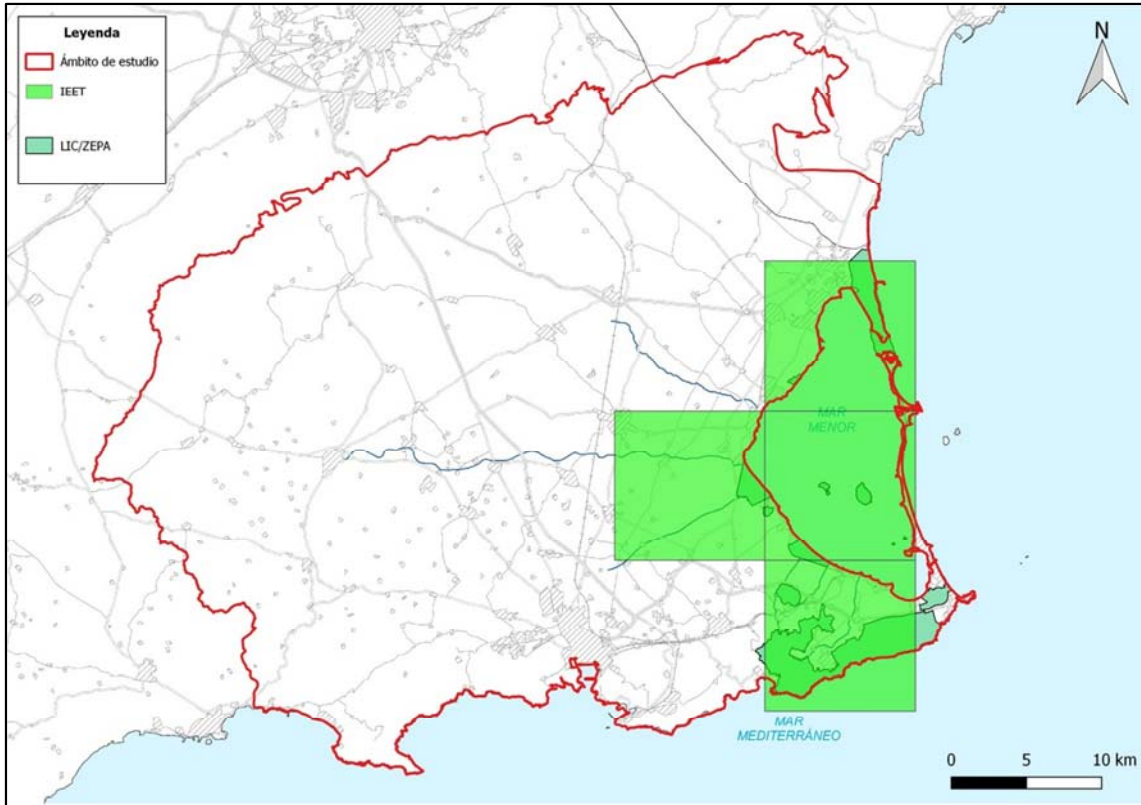 Leyenda
Ámbito de estudio
IEET
LIC/ZEPA
N
MAR
MENOR
MAR
MEDITERRÁNEO
0 5 10 km